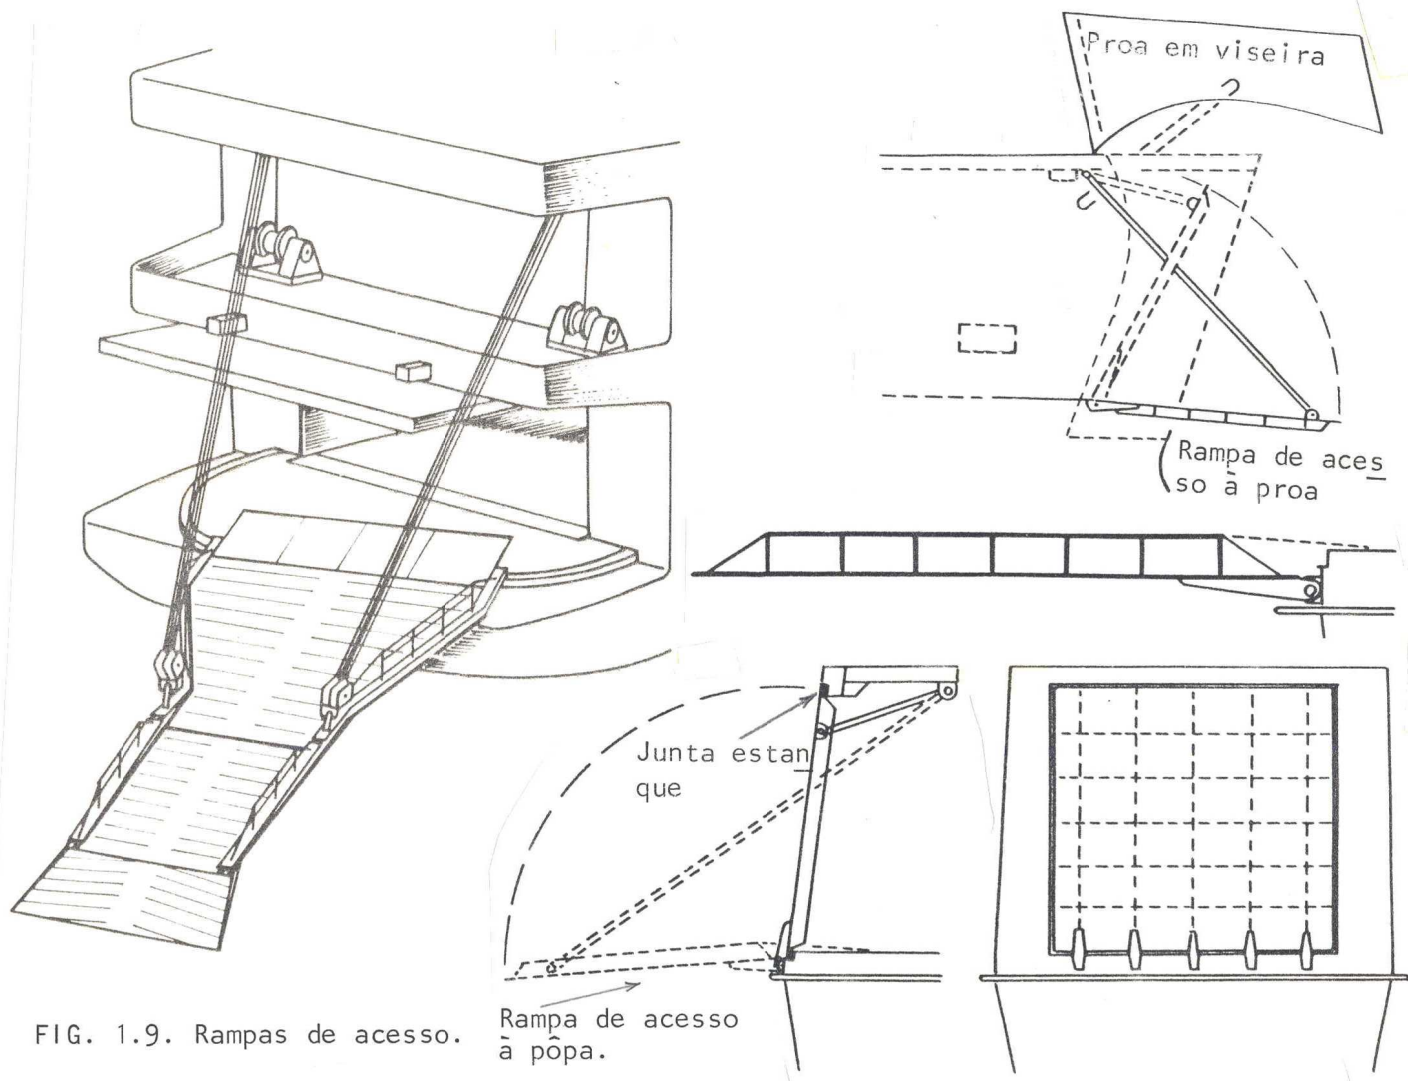 Proa em viseira
Rampa de aces
so à proa
Junta estan
que
Rampa de acesso
à pôpa.
FIG. 1.9. Rampas de acesso.